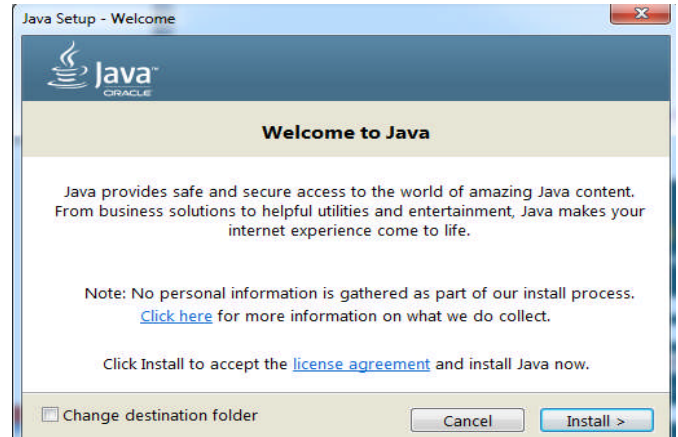 Java Setup - Welcome
Java™
ORACLE
Welcome to Java
Java provides safe and secure access to the world of amazing Java content.
From business solutions to helpful utilities and entertainment, Java makes your
internet experience come to life.
Note: No personal information is gathered as part of our install process.
Click here for more information on what we do collect.
Click Install to accept the license agreement and install Java now.
Change destination folder
Cancel
Install >